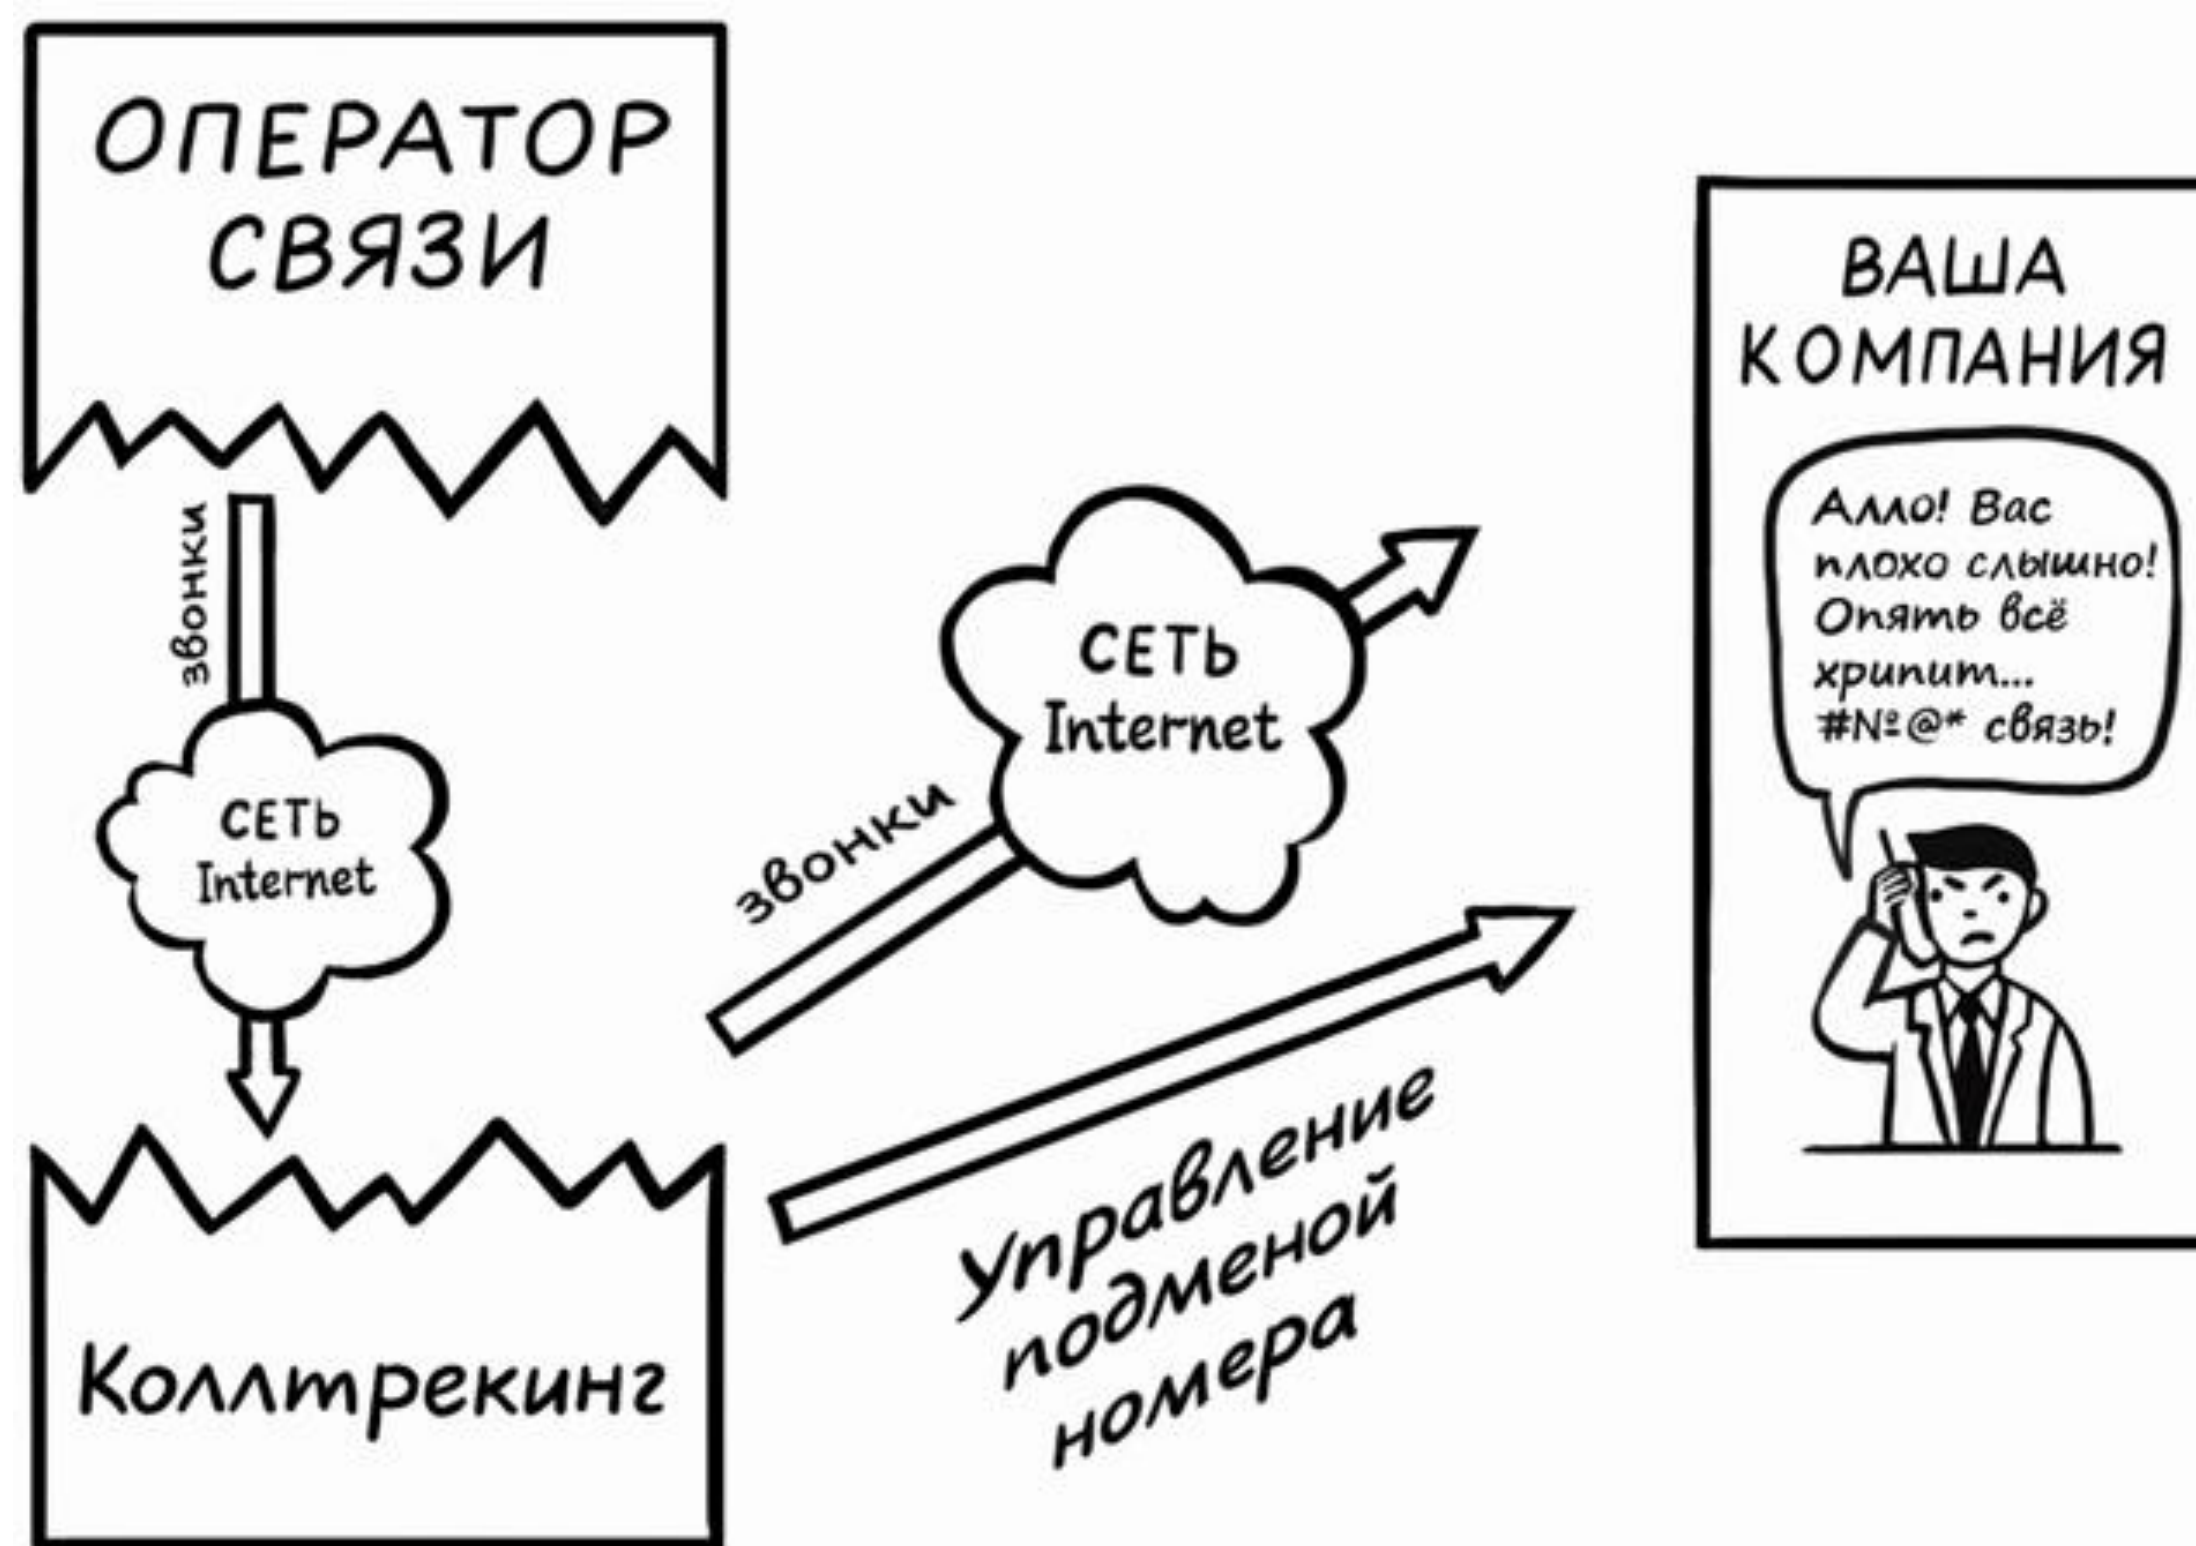 ОПЕРАТОР
СВЯЗИ
звонки
СЕТЬ
Internet
Коллтрекинг
звонки
СЕТЬ
Internet
Управление
подменой
номера
ВАША
КОМПАНИЯ
Алло! Вас
плохо слышно!
Опять всё
хрипит...
#№@* связь!